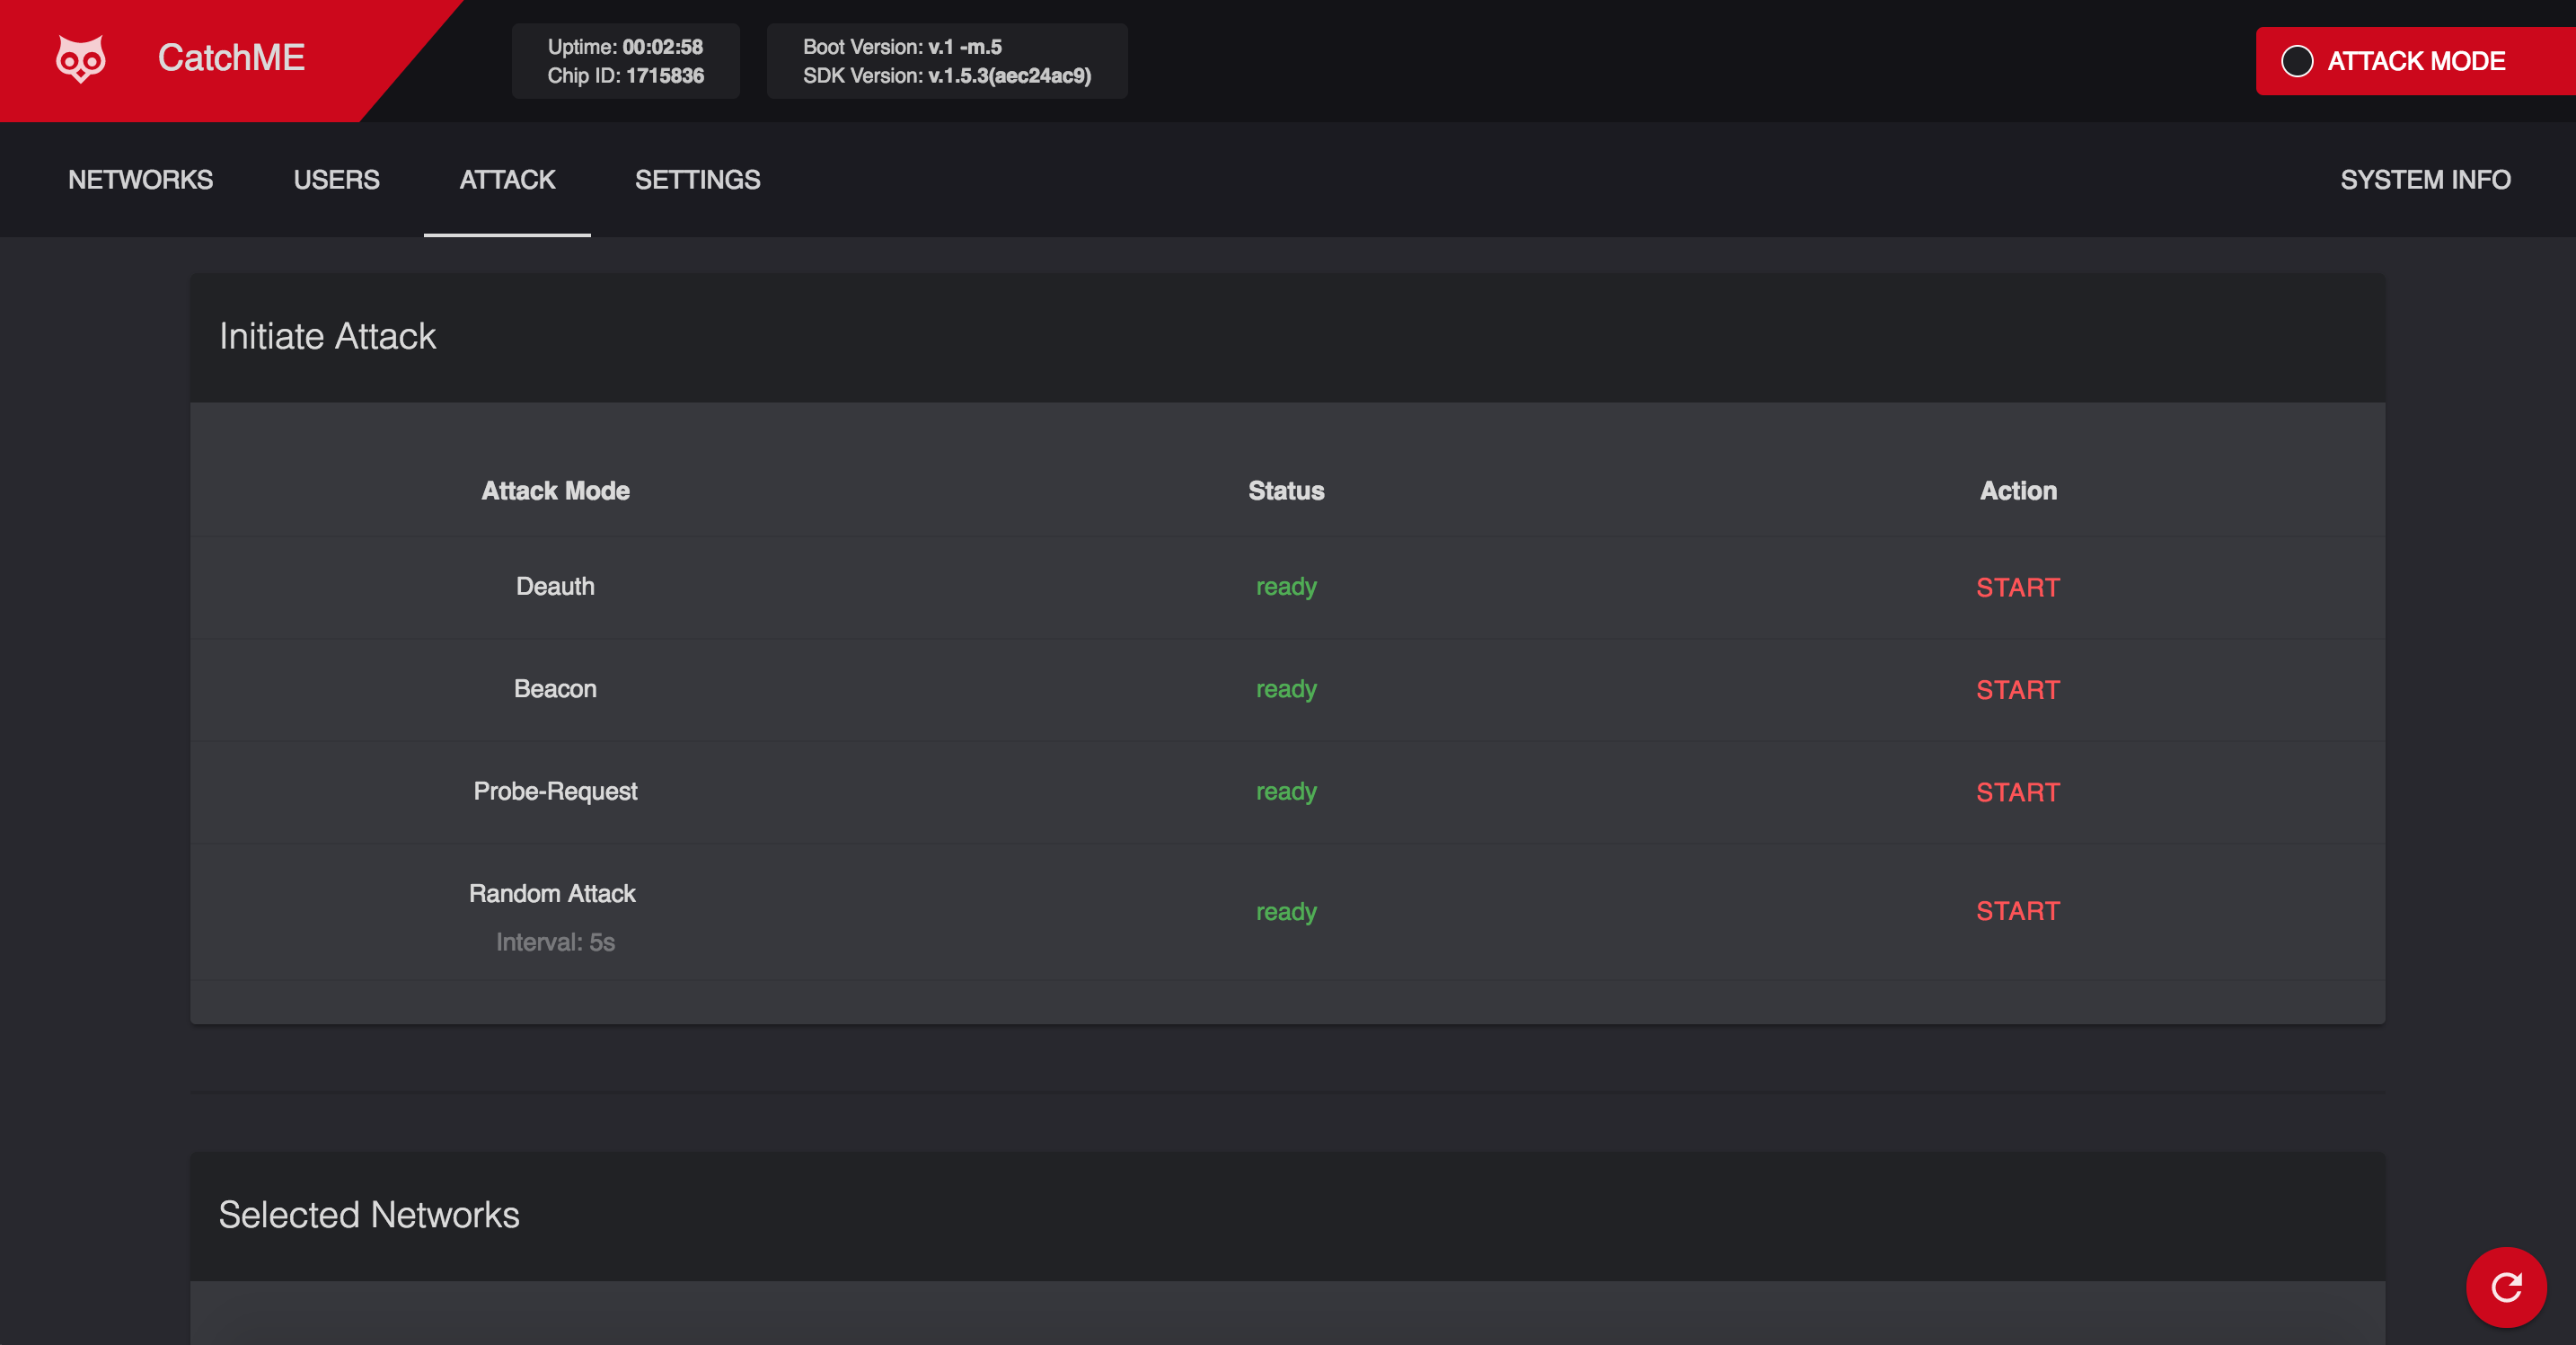 CatchME
Uptime: 00:02:58
Chip ID: 1715836
Boot Version: v.1 -m.5
SDK Version: v.1.5.3(aec24ac9)
ATTACK MODE
NETWORKS USERS ATTACK SETTINGS SYSTEM INFO
Initiate Attack
Attack Mode Status Action
Deauth ready START
Beacon ready START
Probe-Request ready START
Random Attack ready START
Interval: 5s
Selected Networks